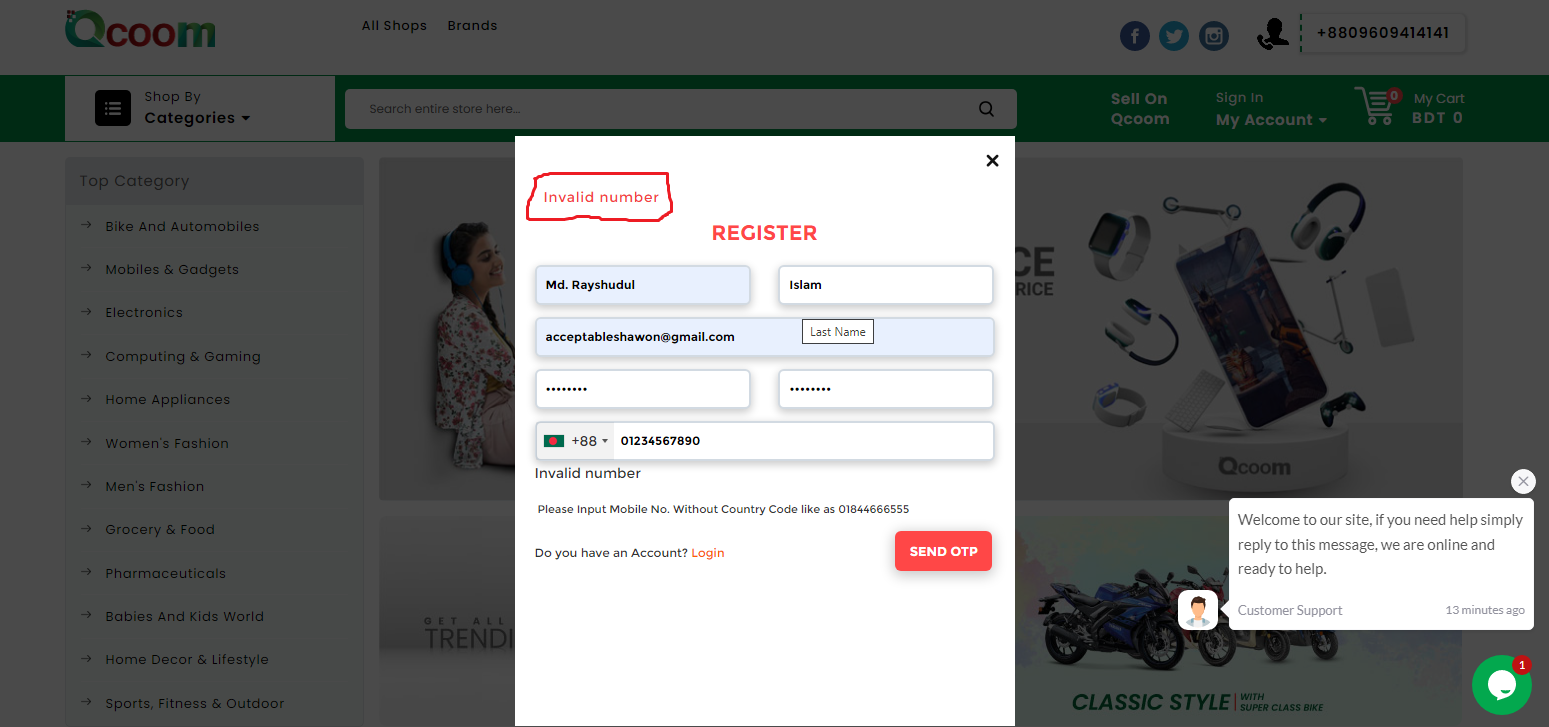 Qcoom
All Shops Brands
+8809609414141
Shop By
Categories
Search entire store here...
Sell On
Qcoom
Sign In
My Account
0
My Cart
BDT 0
Top Category
Bike And Automobiles
Mobiles & Gadgets
Electronics
Computing & Gaming
Home Appliances
Women's Fashion
Men's Fashion
Grocery & Food
Pharmaceuticals
Babies And Kids World
Home Decor & Lifestyle
Sports, Fitness & Outdoor
Invalid number
REGISTER
Md. Rayshudul
Islam
acceptableshawon@gmail.com
Last Name
+88 01234567890
Invalid number
Please Input Mobile No. Without Country Code like as 01844666555
Do you have an Account? Login
SEND OTP
Qcoom
GET ALL
CLASSIC STYLE
WITH
SUPER CLASS BIKE
Welcome to our site, if you need help simply
reply to this message, we are online and
ready to help.
Customer Support
13 minutes ago
1